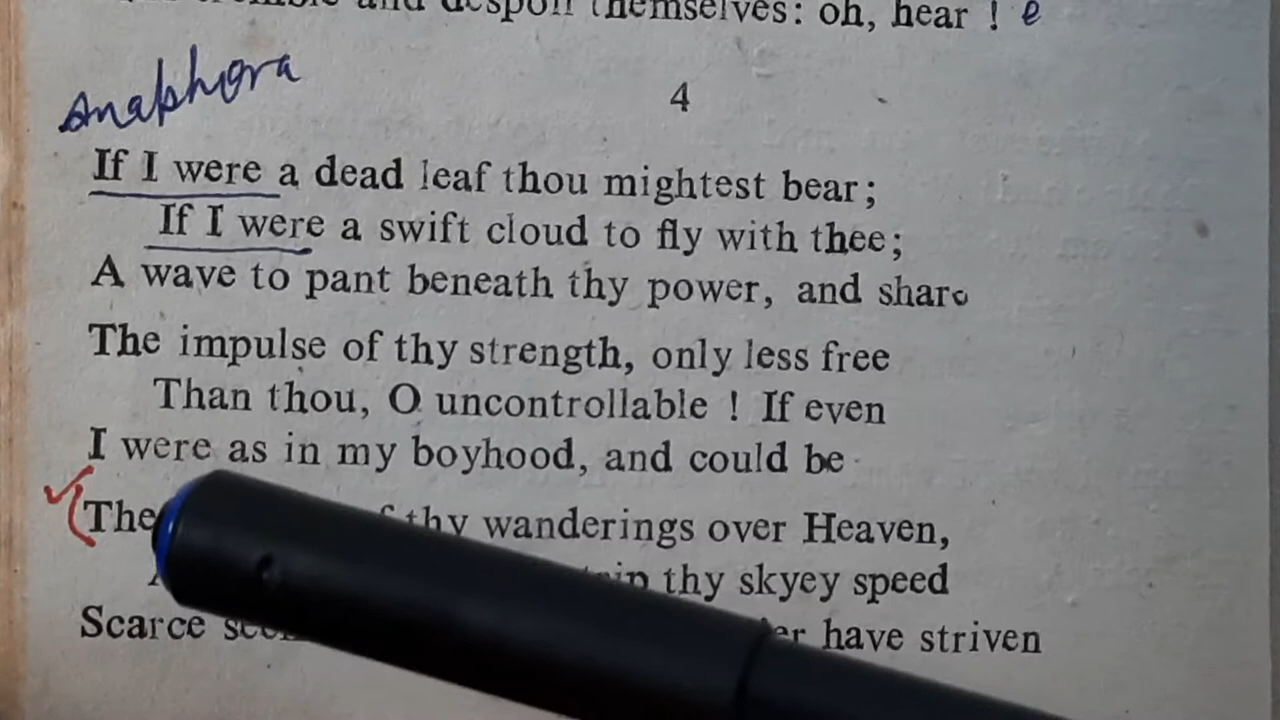 and despoil themselves: oh, hear ! e
Anaphora
4
If I were a dead leaf thou mightest bear;
If I were a swift cloud to fly with thee;
A wave to pant beneath thy power, and share
The impulse of thy strength, only less free
Than thou, O uncontrollable ! If even
I were as in my boyhood, and could be
The thy wanderings over Heaven,
thy skyey speed
Scarce have striven